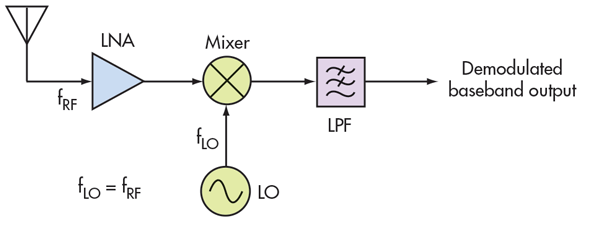 LNA
Mixer
Demodulated
baseband output
fRF
LPF
fLO
fLO = fRF
LO